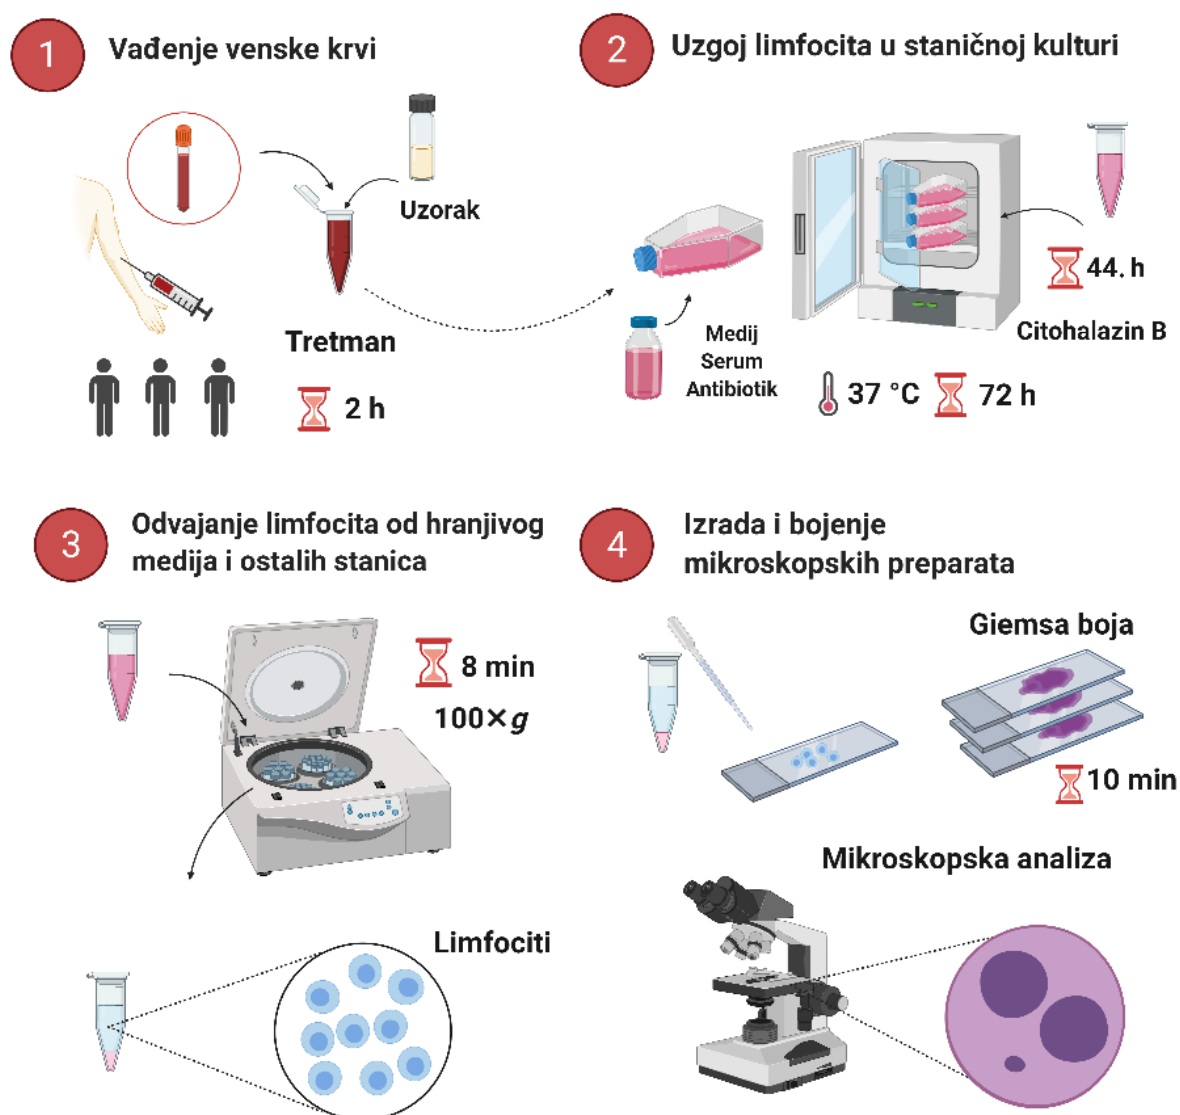 1
Vađenje venske krvi
Uzorak
Tretman
2 h
2
Uzgoj limfocita u staničnoj kulturi
44. h
Citohalazin B
Medij
Serum
Antibiotik
37 °C
72 h
3
Odvajanje limfocita od hranjivog
medija i ostalih stanica
8 min
100×g
Limfociti
4
Izrada i bojenje
mikroskopskih preparata
Giemsa boja
10 min
Mikroskopska analiza